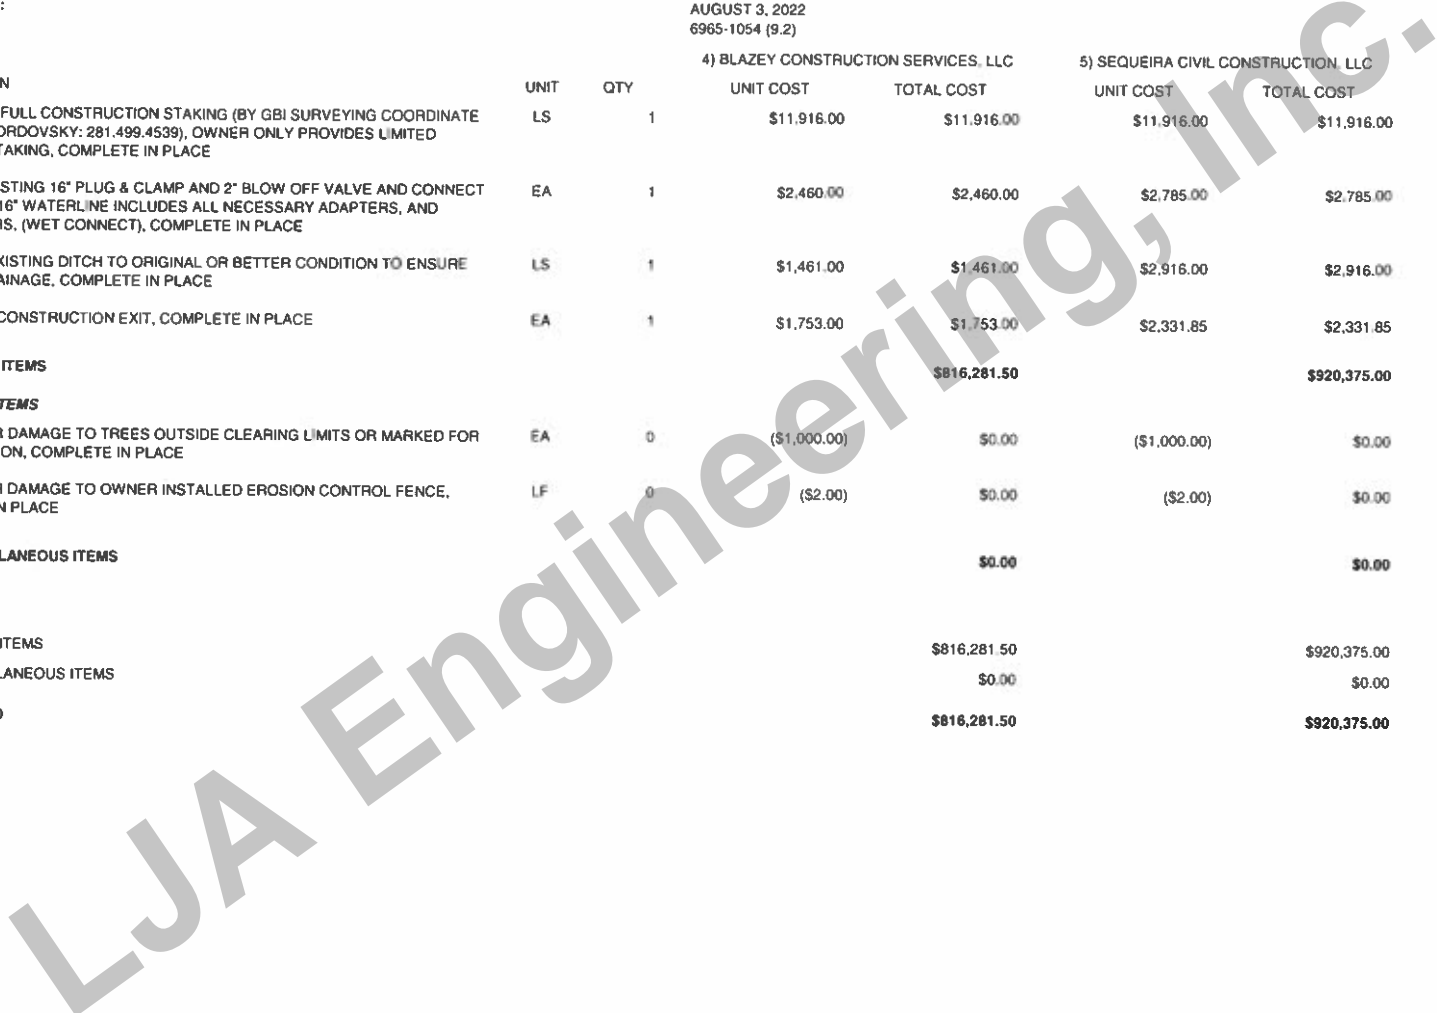 :
AUGUST 3, 2022
6965-1054 (9.2)
4) BLAZEY CONSTRUCTION SERVICES, LLC 5) SEQUEIRA CIVIL CONSTRUCTION, LLC
N UNIT QTY UNIT COST TOTAL COST UNIT COST TOTAL COST
FULL CONSTRUCTION STAKING (BY GBI SURVEYING COORDINATE LS 1 $11,916.00 $11,916.00 $11,916.00 $11,916.00
ORDOVSKY: 281.499.4539), OWNER ONLY PROVIDES LIMITED
TAKING, COMPLETE IN PLACE
STING 16" PLUG & CLAMP AND 2" BLOW OFF VALVE AND CONNECT EA 1 $2,460.00 $2,460.00 $2,785.00 $2,785.00
16" WATERLINE INCLUDES ALL NECESSARY ADAPTERS, AND
IS, (WET CONNECT), COMPLETE IN PLACE
XISTING DITCH TO ORIGINAL OR BETTER CONDITION TO ENSURE LS 1 $1,461.00 $1,461.00 $2,916.00 $2,916.00
AINAGE, COMPLETE IN PLACE
CONSTRUCTION EXIT, COMPLETE IN PLACE EA 1 $1,753.00 $1,753.00 $2,331.85 $2,331.85
ITEMS $816,281.50 $920,375.00
TEMS
R DAMAGE TO TREES OUTSIDE CLEARING LIMITS OR MARKED FOR EA 0 ($1,000.00) $0.00 ($1,000.00) $0.00
ON, COMPLETE IN PLACE
R DAMAGE TO OWNER INSTALLED EROSION CONTROL FENCE, LF 0 ($2.00) $0.00 ($2.00) $0.00
N PLACE
LANEOUS ITEMS $0.00 $0.00
ITEMS $816,281.50 $920,375.00
LANEOUS ITEMS $0.00 $0.00
D $816,281.50 $920,375.00
LJA Engineering, Inc.